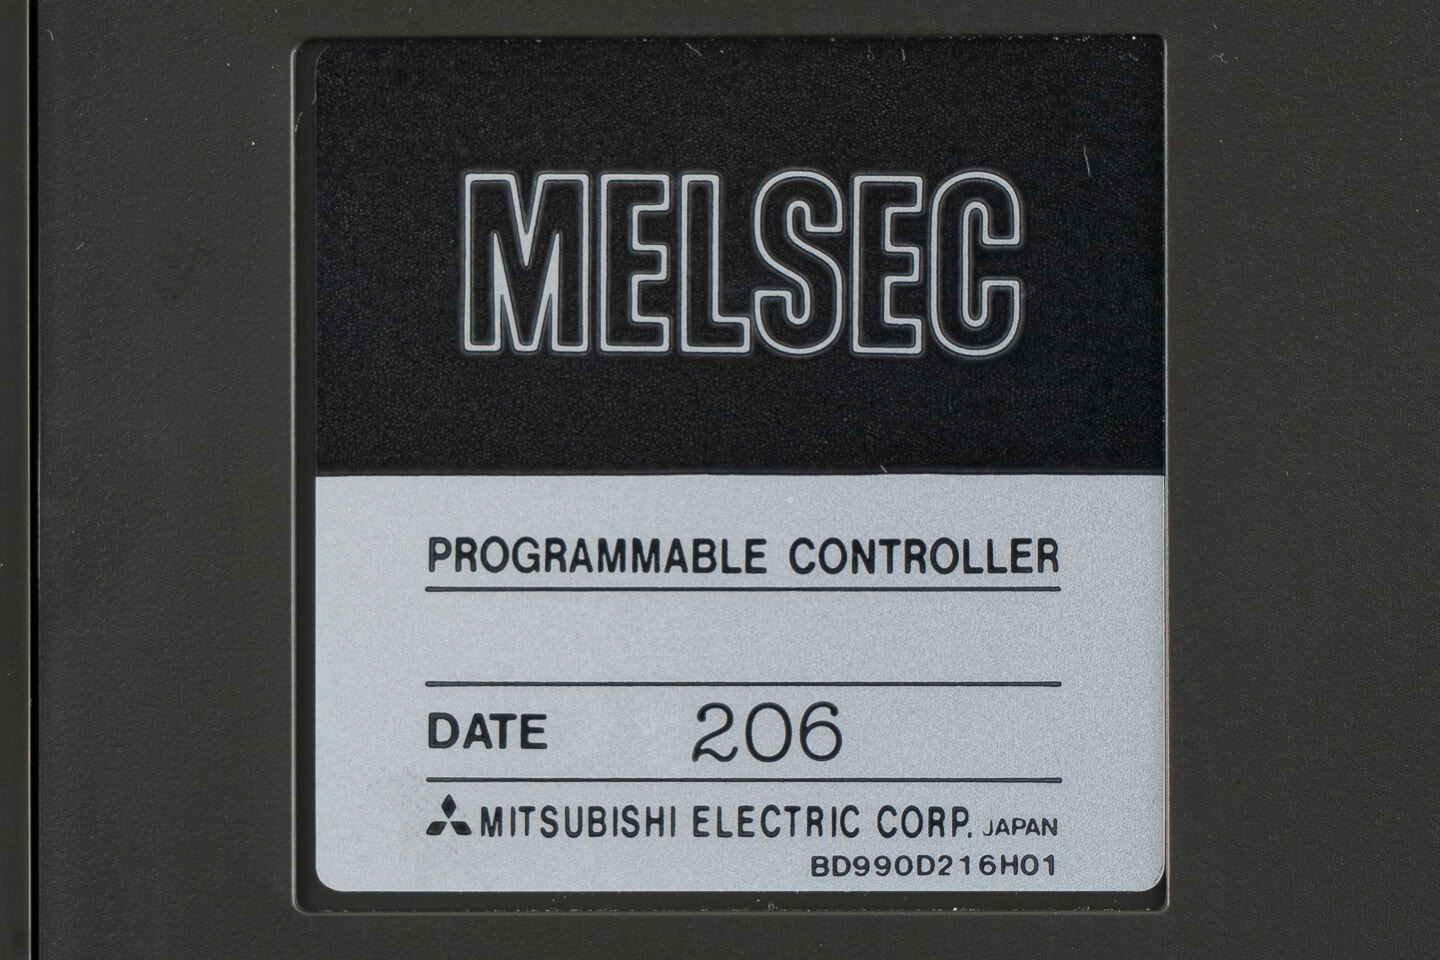 MELSEC
PROGRAMMABLE CONTROLLER
DATE 206
MITSUBISHI ELECTRIC CORP. JAPAN
BD990D216H01